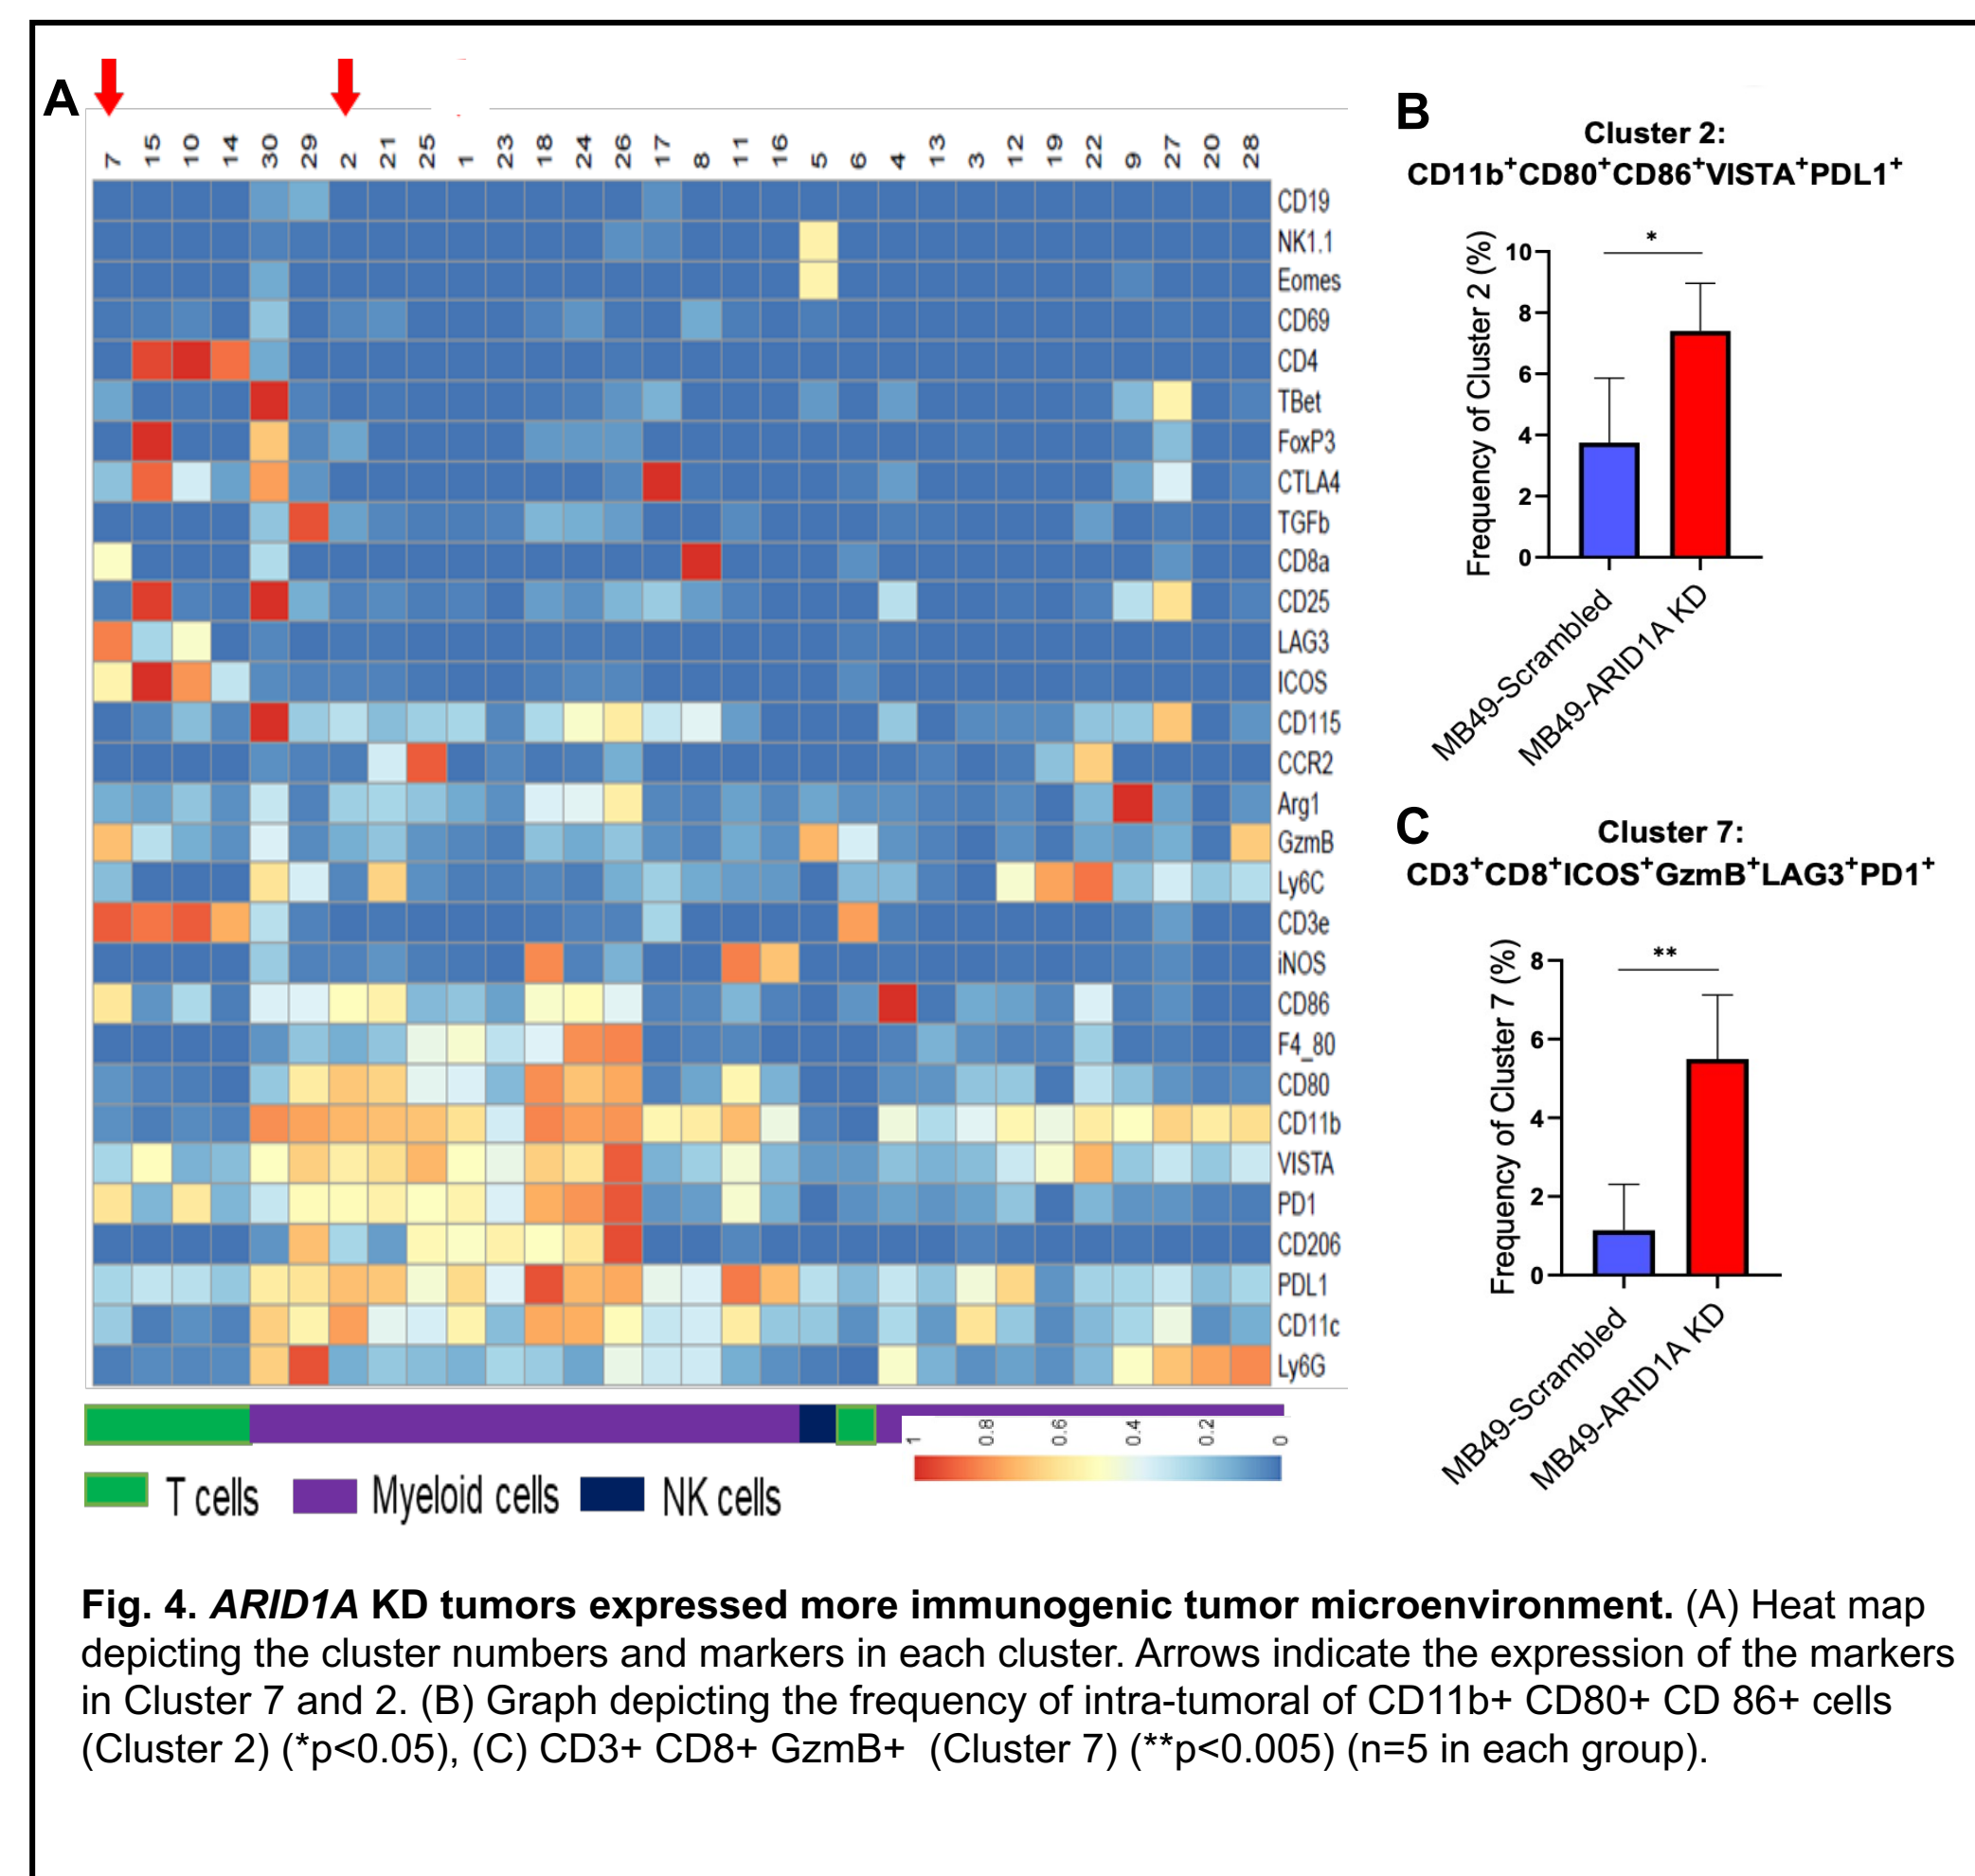 A
7 15 10 14 30 29 2 21 25 1 23 18 24 26 17 8 11 16 5 6 4 13 3 12 19 22 9 27 20 28
CD19
NK1.1
Eomes
CD69
CD4
TBet
FoxP3
CTLA4
TGFb
CD8a
CD25
LAG3
ICOS
CD115
CCR2
Arg1
GzmB
Ly6C
CD3e
iNOS
CD86
F4_80
CD80
CD11b
VISTA
PD1
CD206
PDL1
CD11c
Ly6G
1 0.8 0.6 0.4 0.2 0
T cells Myeloid cells NK cells
B
Cluster 2:
CD11b+CD80+CD86+VISTA+PDL1+
Frequency of Cluster 2 (%)
10
8
6
4
2
0
*
MB49-Scrambled
MB49-ARID1A KD
C
Cluster 7:
CD3+CD8+ICOS+GzmB+LAG3+PD1+
Frequency of Cluster 7 (%)
8
6
4
2
0
**
MB49-Scrambled
MB49-ARID1A KD
Fig. 4. ARID1A KD tumors expressed more immunogenic tumor microenvironment. (A) Heat map
depicting the cluster numbers and markers in each cluster. Arrows indicate the expression of the markers
in Cluster 7 and 2. (B) Graph depicting the frequency of intra-tumoral of CD11b+ CD80+ CD 86+ cells
(Cluster 2) (*p<0.05), (C) CD3+ CD8+ GzmB+ (Cluster 7) (**p<0.005) (n=5 in each group).